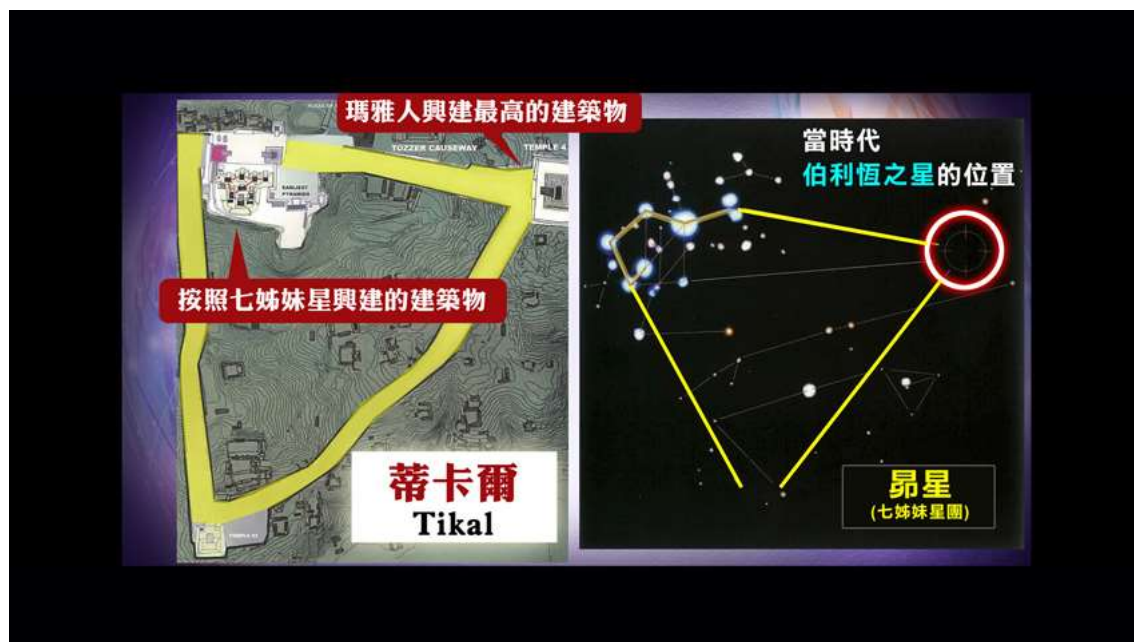 瑪雅人興建最高的建築物
TOZZER CAUSEWAY
TEMPLE 4
EARLIEST
PYRAMIDS
按照七姊妹星興建的建築物
蒂卡爾
Tikal
當時代
伯利恆之星的位置
昴星
(七姊妹星團)